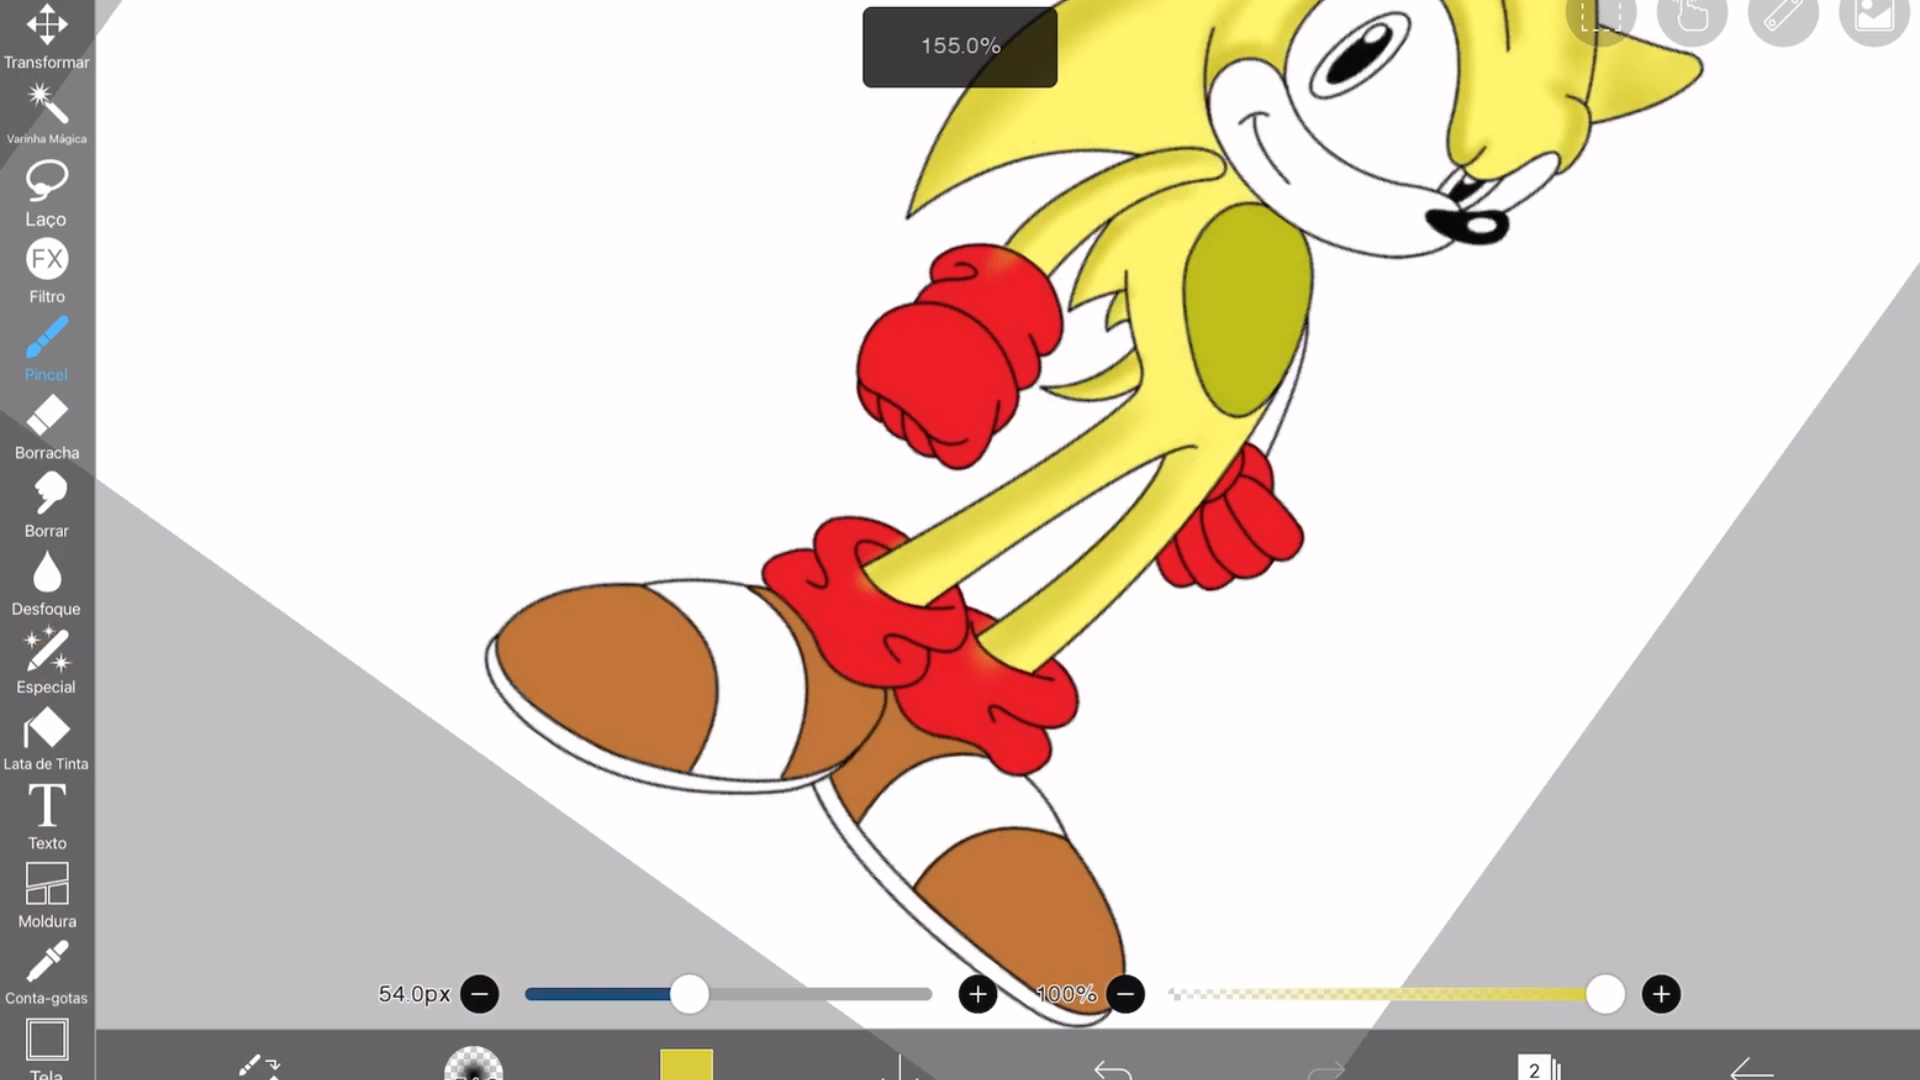 155.0%
Transformar
Varinha Mágica
Laço
FX
Filtro
Pincel
Borracha
Borrar
Desfoque
Especial
Lata de Tinta
T
Texto
Moldura
Conta-gotas
Tela
54.0px
100%
2